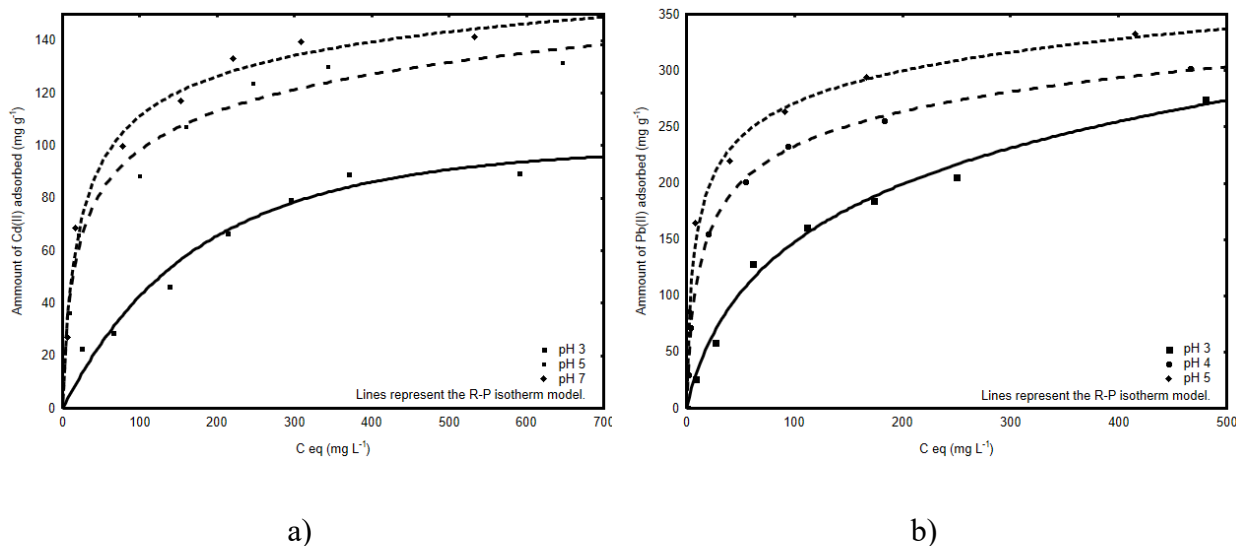 Ammount of Cd(II) adsorbed (mg g⁻¹)
140
120
100
80
60
40
20
0
0 100 200 300 400 500 600 700
C eq (mg L⁻¹)
pH 3
pH 5
pH 7
Lines represent the R-P isotherm model.
a)
Ammount of Pb(II) adsorbed (mg g⁻¹)
350
300
250
200
150
100
50
0
0 100 200 300 400 500
C eq (mg L⁻¹)
pH 3
pH 4
pH 5
Lines represent the R-P isotherm model.
b)